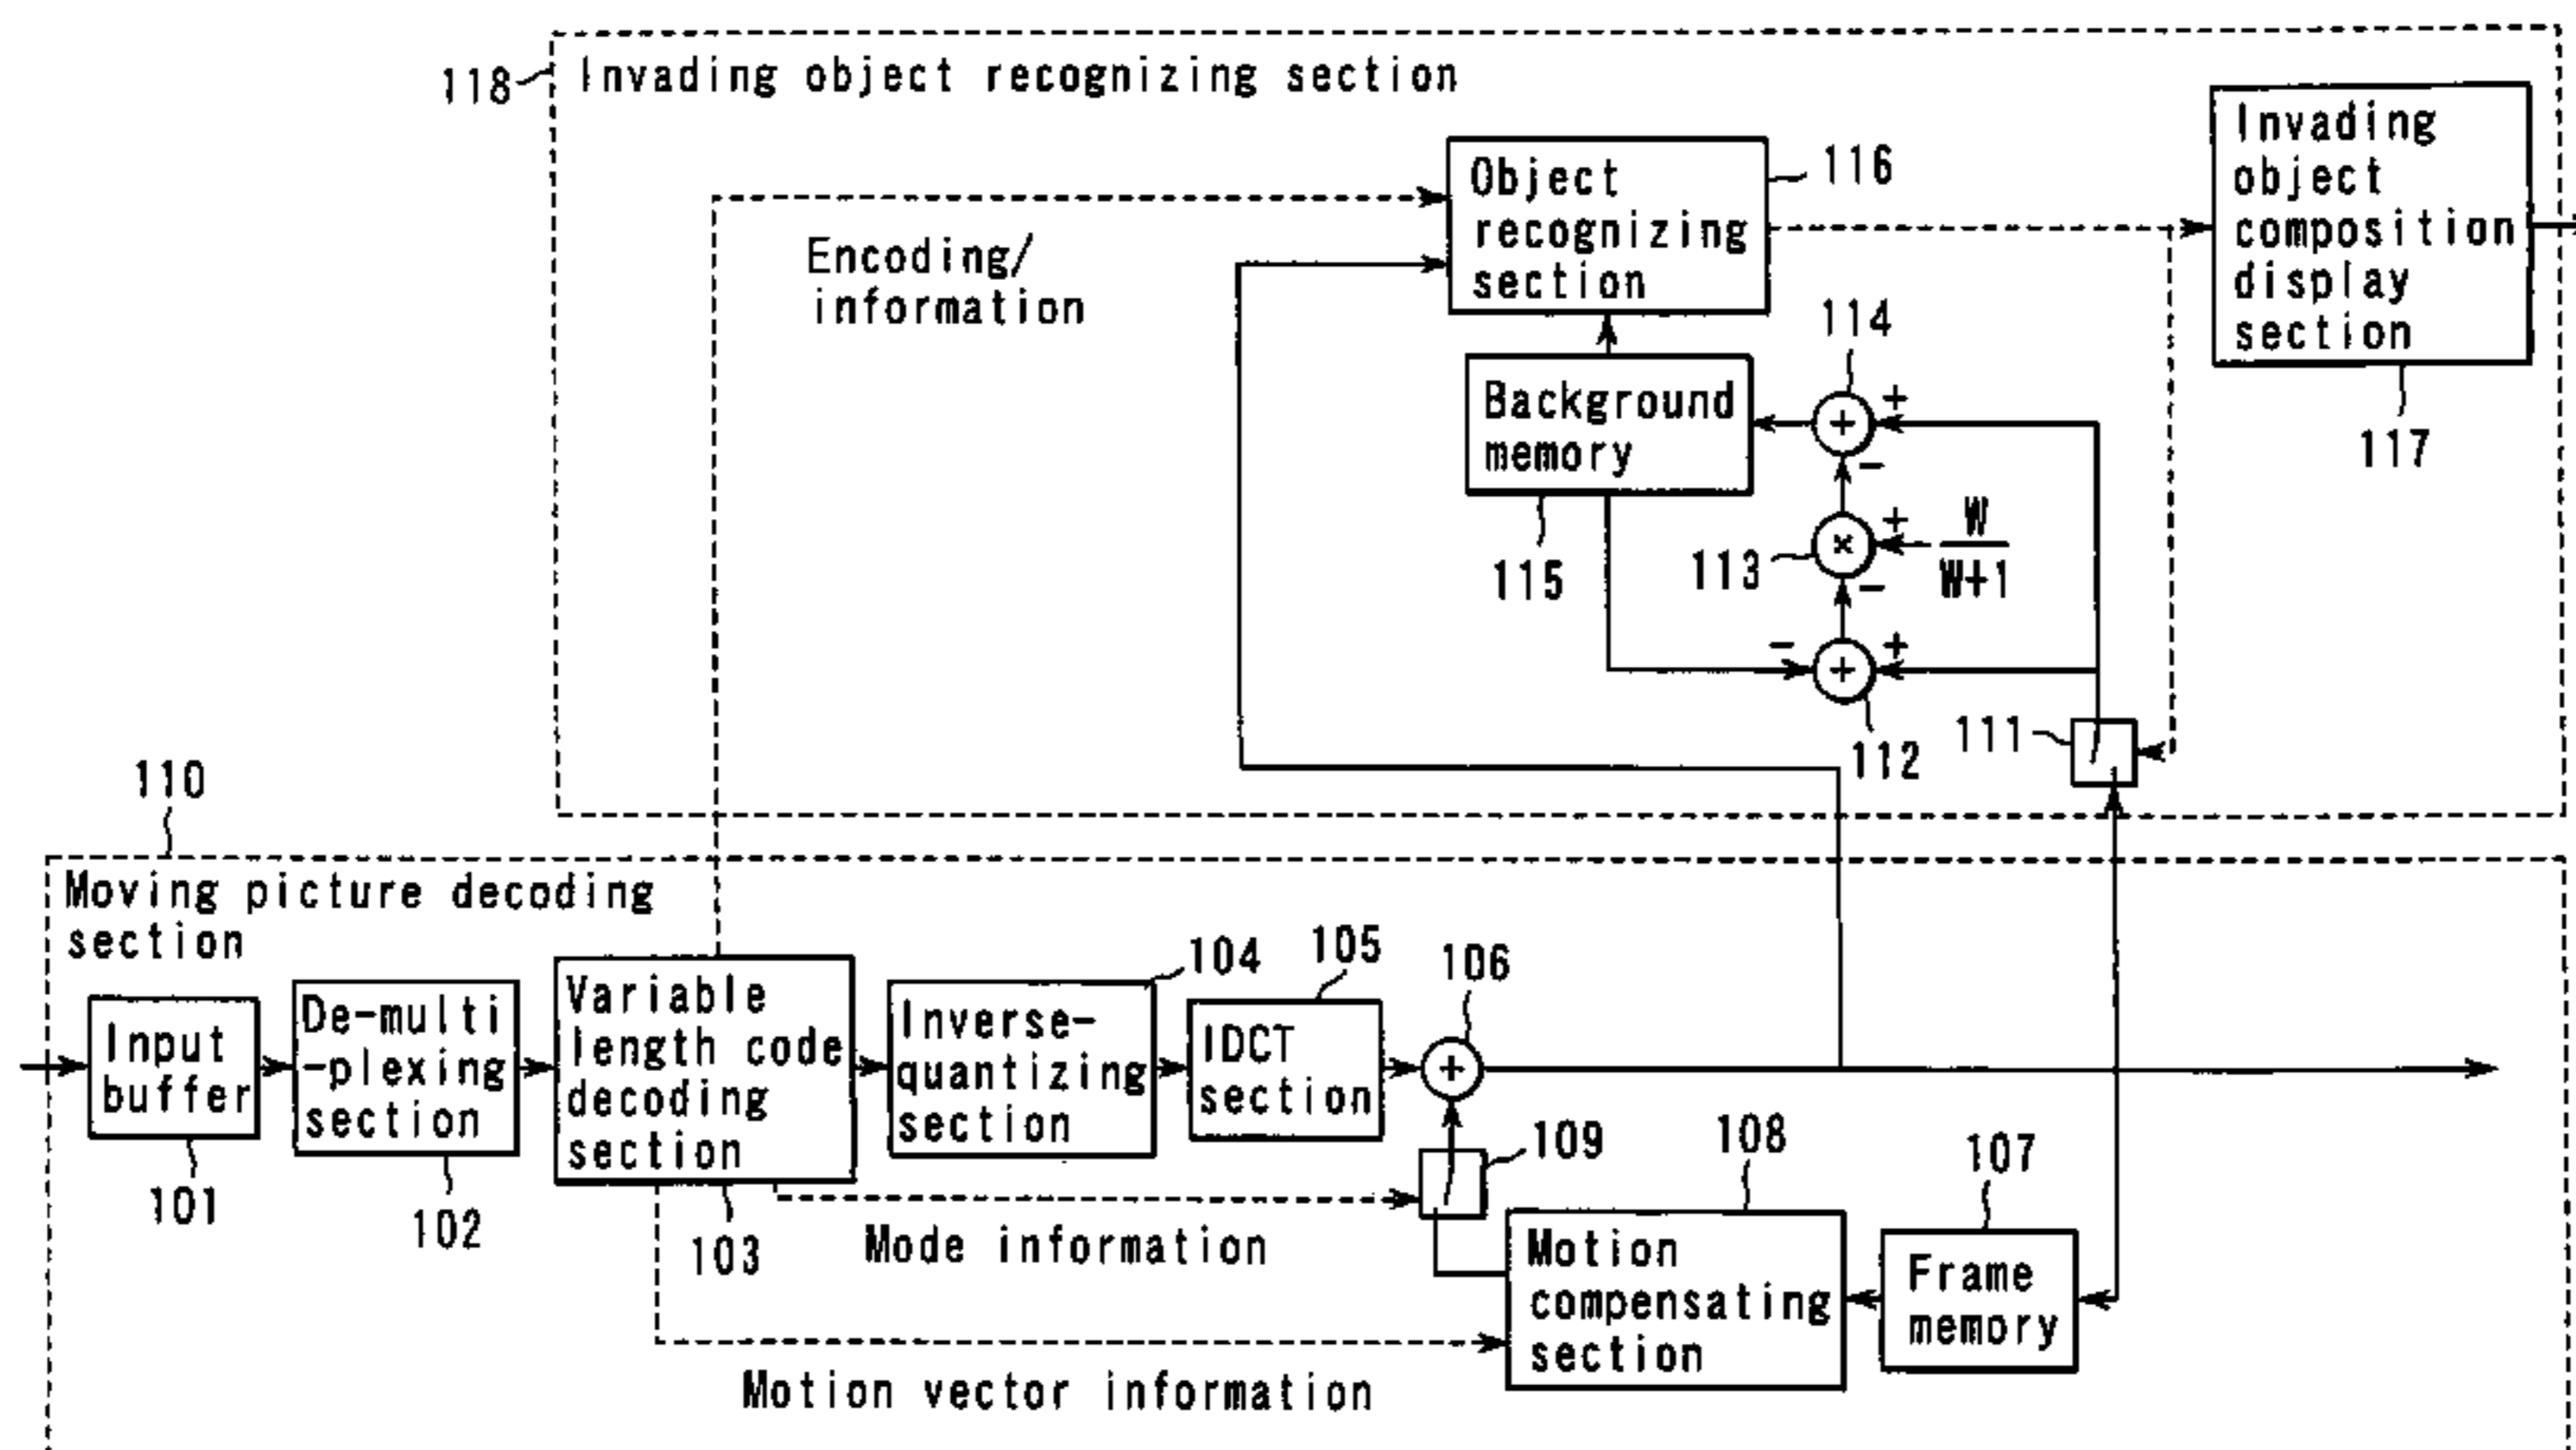 118
Invading object recognizing section
Invading
object
composition
display
section
117
Object
recognizing
section
116
Encoding/
information
114
+
+
−
Background
memory
115
113
×
+
W
W+1
−
−
+
+
112
111
110
Moving picture decoding
section
Input
buffer
101
De-multi
-plexing
section
102
Variable
length code
decoding
section
103
Inverse-
quantizing
section
104
IDCT
section
105
106
+
109
Mode information
Motion
compensating
section
108
Frame
memory
107
Motion vector information